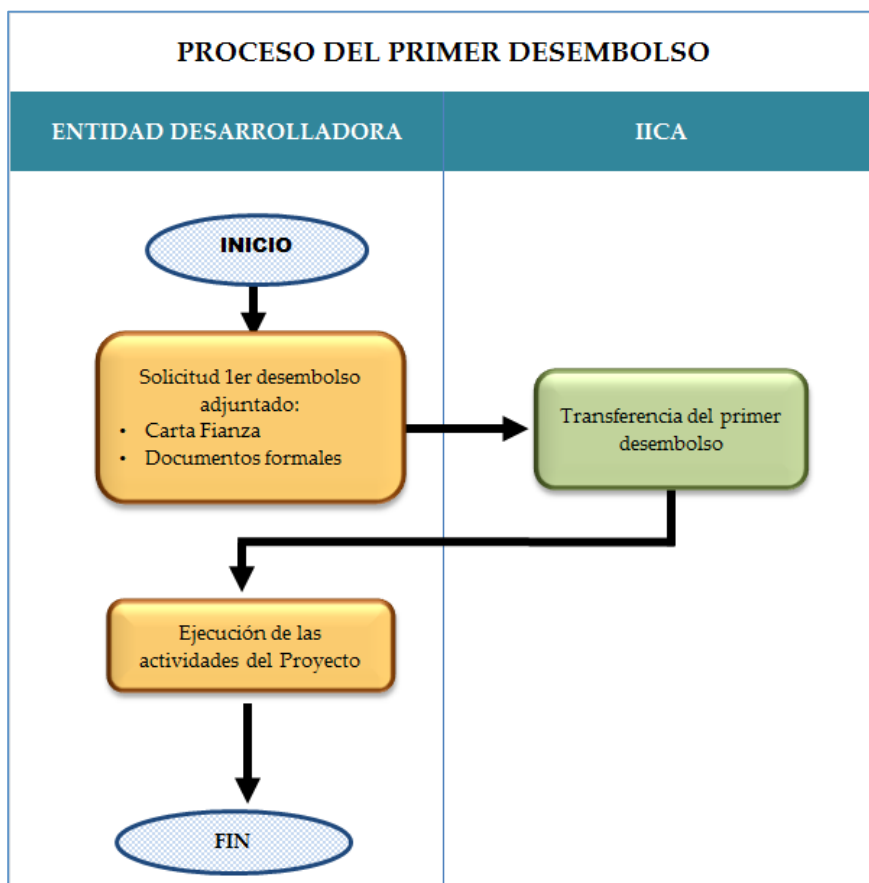 PROCESO DEL PRIMER DESEMBOLSO
ENTIDAD DESARROLLADORA
IICA
INICIO
Solicitud 1er desembolso
adjuntado:
• Carta Fianza
• Documentos formales
Transferencia del primer
desembolso
Ejecución de las
actividades del Proyecto
FIN